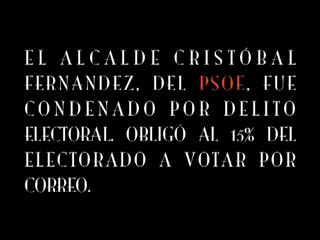 EL ALCALDE CRISTÓBAL
FERNANDEZ, DEL PSOE, FUE
CONDENADO POR DELITO
ELECTORAL. OBLIGÓ AL 15% DEL
ELECTORADO A VOTAR POR
CORREO.